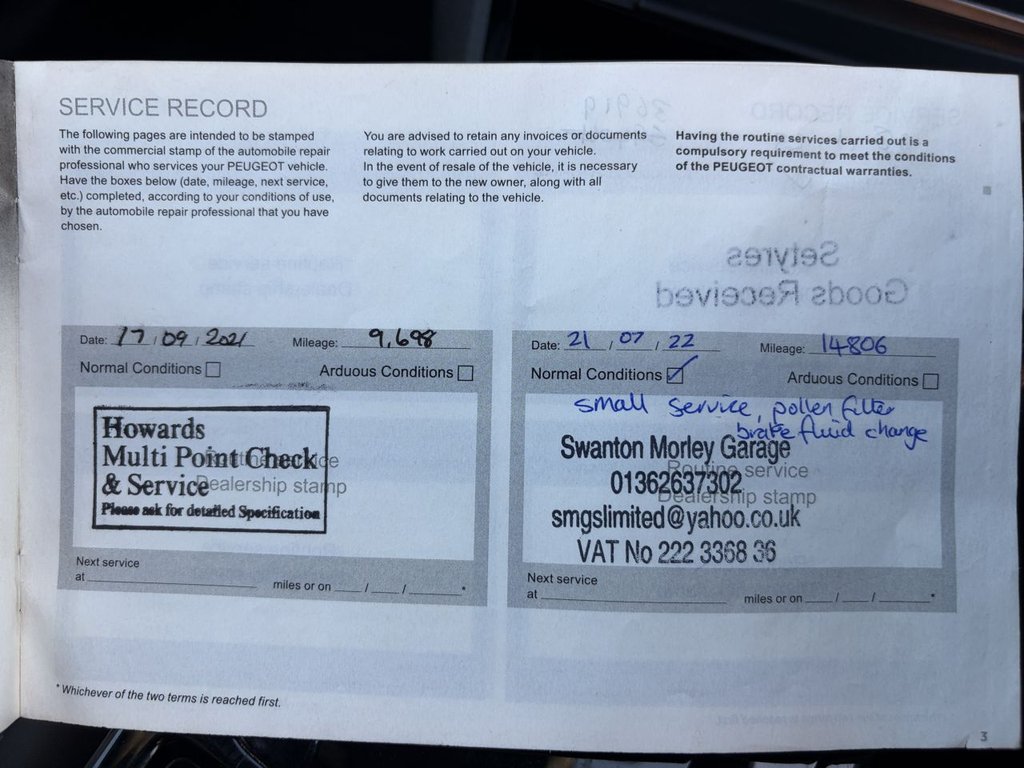 SERVICE RECORD
The following pages are intended to be stamped
with the commercial stamp of the automobile repair
professional who services your PEUGEOT vehicle.
Have the boxes below (date, mileage, next service,
etc.) completed, according to your conditions of use,
by the automobile repair professional that you have
chosen.
You are advised to retain any invoices or documents
relating to work carried out on your vehicle.
In the event of resale of the vehicle, it is necessary
to give them to the new owner, along with all
documents relating to the vehicle.
Having the routine services carried out is a
compulsory requirement to meet the conditions
of the PEUGEOT contractual warranties.
Setyres
Goods Received
Date: 17 / 09 / 2021 Mileage: 9,698
Normal Conditions Arduous Conditions
Howards
Multi Point Check
& Service
Please ask for detailed Specification
Routine service
Dealership stamp
Next service
at miles or on / / *
Date: 21 / 07 / 22 Mileage: 14806
Normal Conditions ✓ Arduous Conditions
small service, pollen filter
brake fluid change
Swanton Morley Garage
01362637302
smgslimited@yahoo.co.uk
VAT No 222 3368 36
Routine service
Dealership stamp
Next service
at miles or on / / *
* Whichever of the two terms is reached first.
3